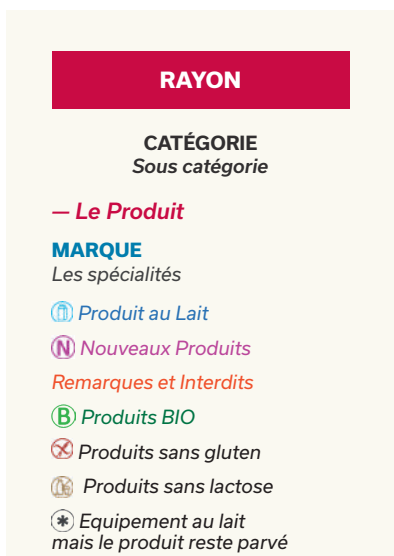 RAYON
CATÉGORIE
Sous catégorie
— Le Produit
MARQUE
Les spécialités
Produit au Lait
N Nouveaux Produits
Remarques et Interdits
B Produits BIO
Produits sans gluten
Produits sans lactose
* Equipement au lait
mais le produit reste parvé